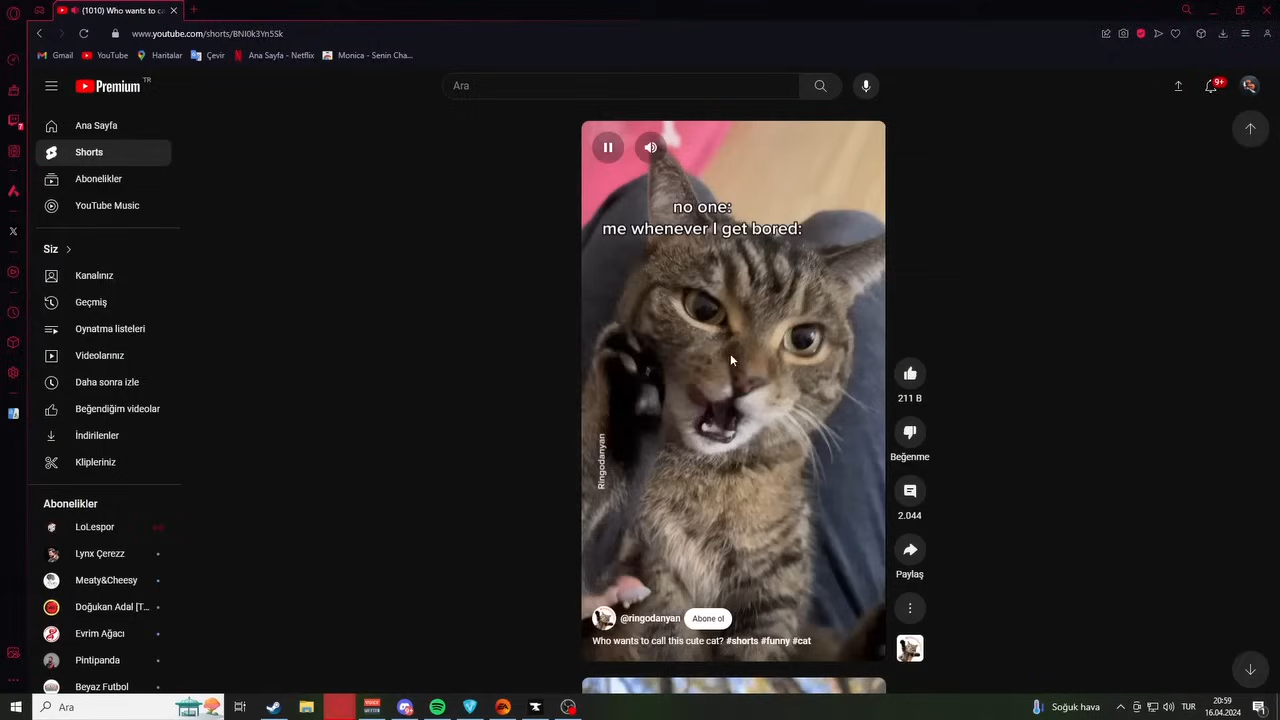 (1010) Who wants to c
www.youtube.com/shorts/BNI0k3Yn5Sk
Gmail
YouTube
Haritalar
Çevir
Ana Sayfa - Netflix
Monica - Senin Cha...
Premium
TR
Ara
9+
Ana Sayfa
Shorts
Abonelikler
YouTube Music
Siz
Kanalınız
Geçmiş
Oynatma listeleri
Videolarınız
Daha sonra izle
Beğendiğim videolar
İndirilenler
Klipleriniz
Abonelikler
LoLespor
Lynx Çerezz
Meaty&Cheesy
Doğukan Adal [T...
Evrim Ağacı
Pintipanda
Beyaz Futbol
no one:
me whenever I get bored:
Ringodanyan
@ringodanyan
Abone ol
Who wants to call this cute cat? #shorts #funny #cat
211 B
Beğenme
2.044
Paylaş
Ara
Soğuk hava
TUR
20:59
16.04.2024